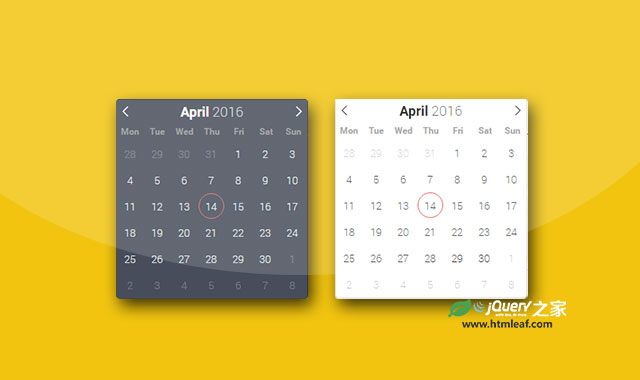 April 2016
Mon Tue Wed Thu Fri Sat Sun
28 29 30 31 1 2 3
4 5 6 7 8 9 10
11 12 13 14 15 16 17
18 19 20 21 22 23 24
25 26 27 28 29 30 1
2 3 4 5 6 7 8
April 2016
Mon Tue Wed Thu Fri Sat Sun
28 29 30 31 1 2 3
4 5 6 7 8 9 10
11 12 13 14 15 16 17
18 19 20 21 22 23 24
25 26 27 28 29 30 1
2 3 4 5 6 7 8
jQuery之家
www.htmleaf.com